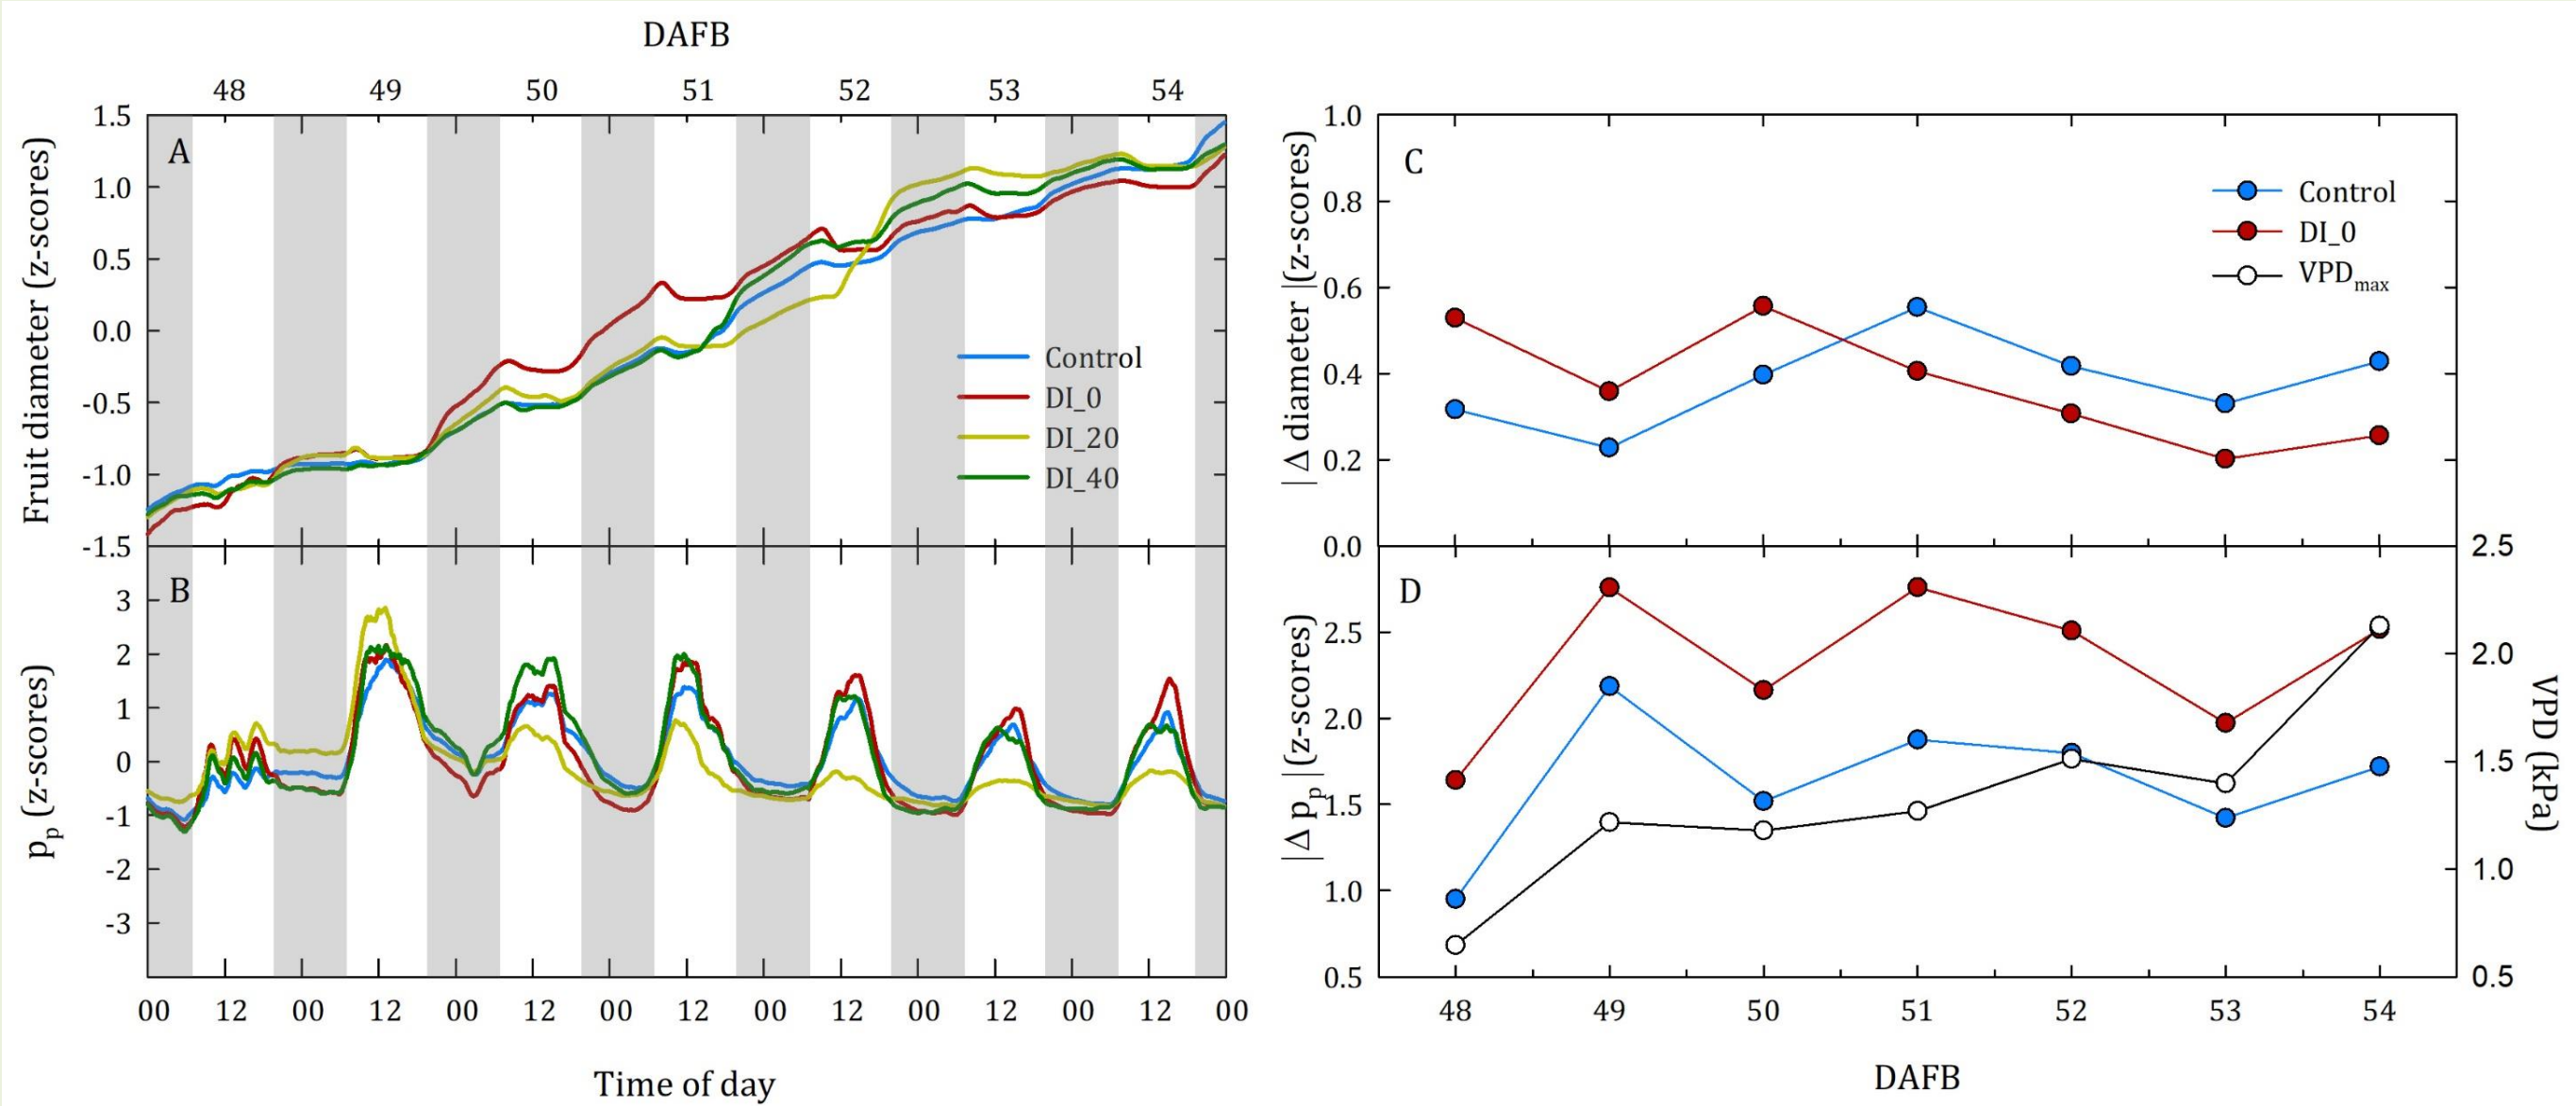 DAFB
48 49 50 51 52 53 54
A
Fruit diameter (z-scores)
1.5
1.0
0.5
0.0
-0.5
-1.0
-1.5
Control
DI_0
DI_20
DI_40
B
p_p (z-scores)
3
2
1
0
-1
-2
-3
00 12 00 12 00 12 00 12 00 12 00 12 00 12 00
Time of day
C
|Δ diameter |(z-scores)
1.0
0.8
0.6
0.4
0.2
0.0
Control
DI_0
VPD_max
D
|Δ p_p|(z-scores)
2.5
2.0
1.5
1.0
0.5
2.5
2.0
1.5
1.0
0.5
VPD (kPa)
48 49 50 51 52 53 54
DAFB